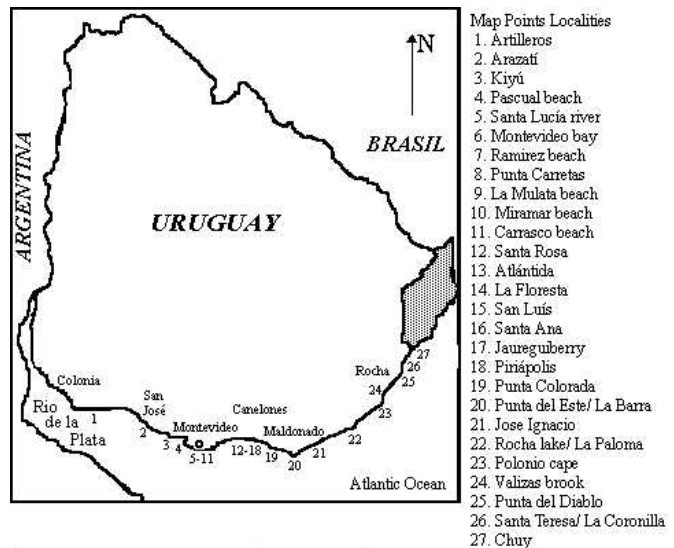 N
BRASIL
ARGENTINA
URUGUAY
27
26
Rocha
25
24
23
Colonia
Rio
de la
Plata
1
San
José
2
3
4
Montevideo
5-11
Canelones
12-18
Maldonado
19
20
21
22
Atlantic Ocean
Map Points Localities
1. Artilleros
2. Arazatí
3. Kiyú
4. Pascual beach
5. Santa Lucía river
6. Montevideo bay
7. Ramirez beach
8. Punta Carretas
9. La Mulata beach
10. Miramar beach
11. Carrasco beach
12. Santa Rosa
13. Atlántida
14. La Floresta
15. San Luís
16. Santa Ana
17. Jaureguiberry
18. Piriápolis
19. Punta Colorada
20. Punta del Este/ La Barra
21. Jose Ignacio
22. Rocha lake/ La Paloma
23. Polonio cape
24. Valizas brook
25. Punta del Diablo
26. Santa Teresa/ La Coronilla
27. Chuy